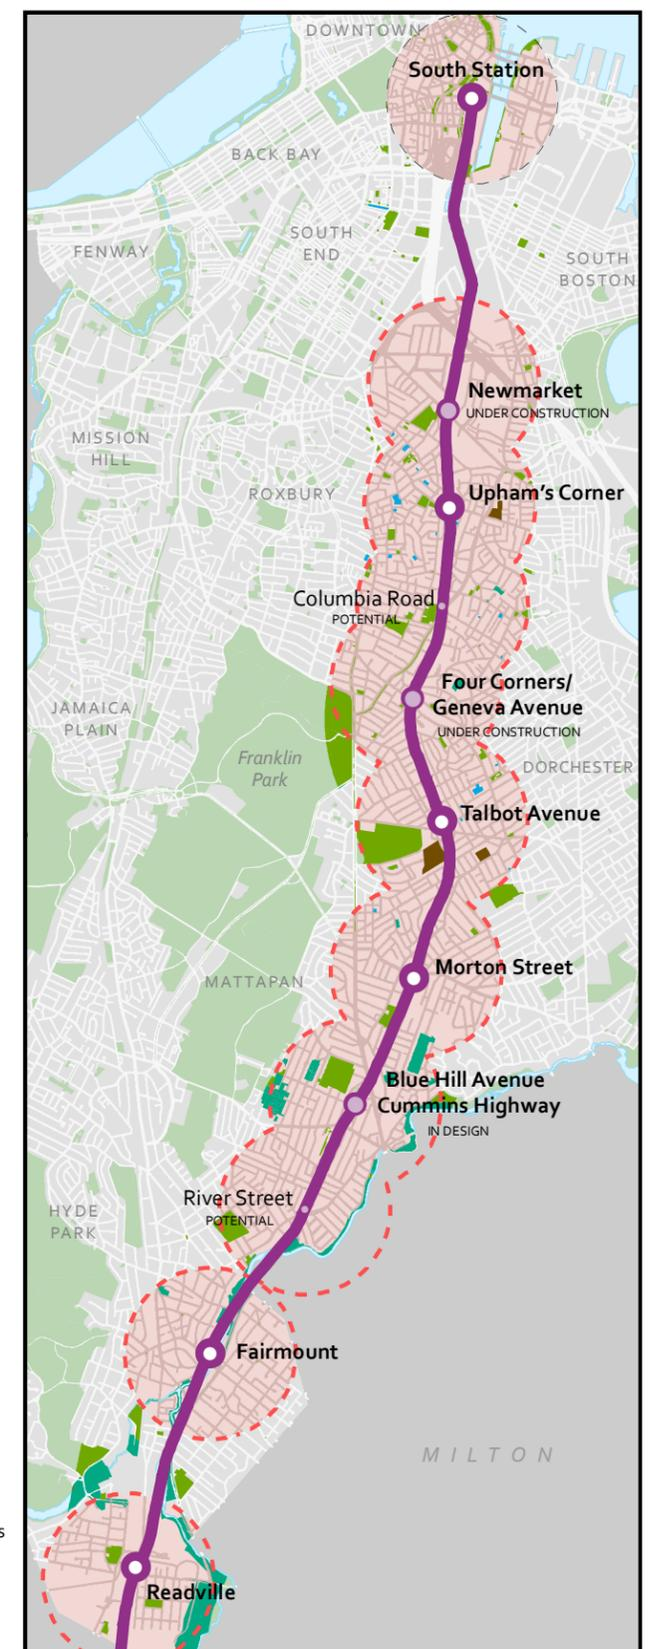 DOWNTOWN
South Station
BACK BAY
SOUTH
END
FENWAY
SOUTH
BOSTON
Newmarket
UNDER CONSTRUCTION
MISSION
HILL
ROXBURY
Upham's Corner
Columbia Road
POTENTIAL
Four Corners/
Geneva Avenue
UNDER CONSTRUCTION
JAMAICA
PLAIN
Franklin
Park
DORCHESTER
Talbot Avenue
Morton Street
MATTAPAN
Blue Hill Avenue
Cummins Highway
IN DESIGN
River Street
POTENTIAL
HYDE
PARK
Fairmount
MILTON
s
Readville